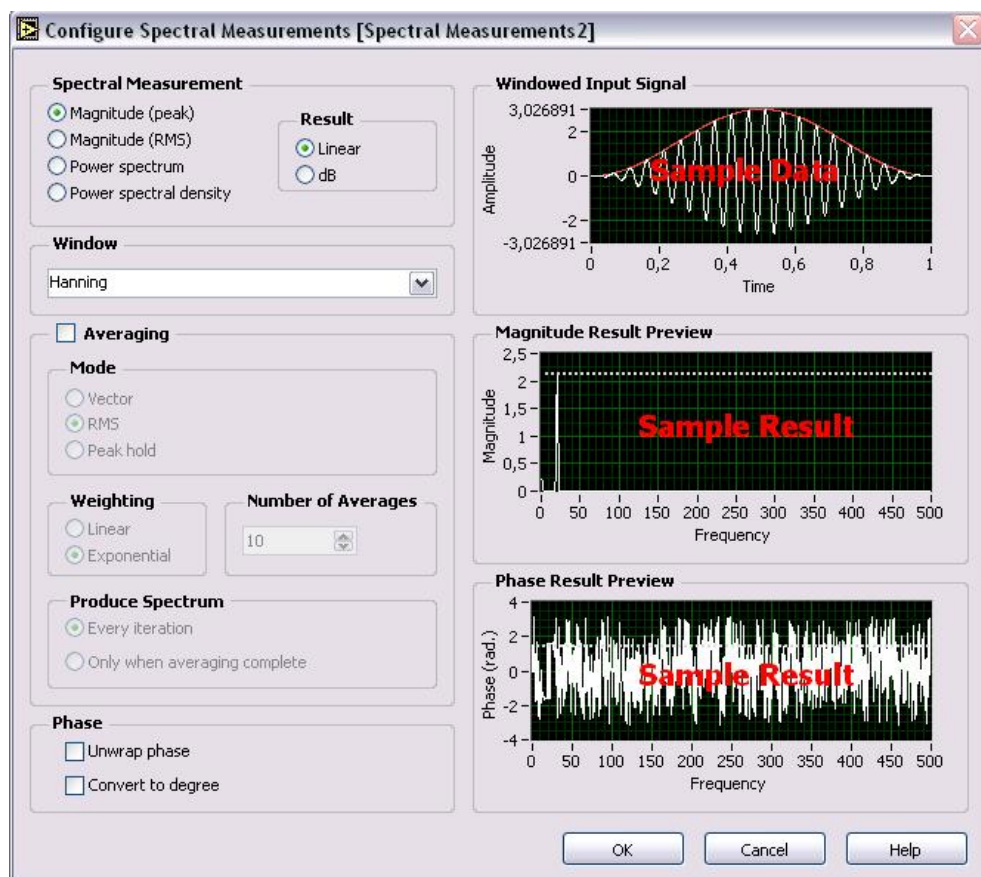 Configure Spectral Measurements [Spectral Measurements2]
Spectral Measurement
Magnitude (peak)
Magnitude (RMS)
Power spectrum
Power spectral density
Result
Linear
dB
Window
Hanning
Averaging
Mode
Vector
RMS
Peak hold
Weighting
Linear
Exponential
Number of Averages
10
Produce Spectrum
Every iteration
Only when averaging complete
Phase
Unwrap phase
Convert to degree
Windowed Input Signal
3,026891
2
0
-2
-3,026891
Amplitude
Sample Data
0 0,2 0,4 0,6 0,8 1
Time
Magnitude Result Preview
2,5
2
1,5
1
0,5
0
Magnitude
Sample Result
0 50 100 150 200 250 300 350 400 450 500
Frequency
Phase Result Preview
4
2
0
-2
-4
Phase (rad.)
Sample Result
0 50 100 150 200 250 300 350 400 450 500
Frequency
OK
Cancel
Help